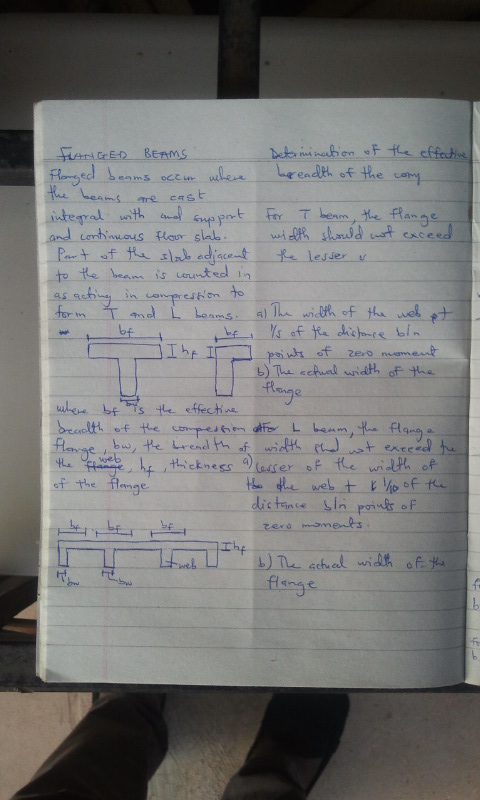 FLANGED BEAMS
Flanged beams occur where
the beams are cast
integral with and support
and continuous floor slab.
Part of the slab adjacent
to the beam is counted in
as acting in compression to
form T and L beams.
bf
bf
hf
bw
where bf is the effective
breadth of the compression
flange, bw, the breadth of
the web, hf, thickness
of the flange
bf bf bf
hf
bw bw web
Determination of the effective
breadth of the comp
For T beam, the flange
width should not exceed
the lesser
a) The width of the web
1/5 of the distance b/n
points of zero moment
b) The actual width of the
flange
For L beam, the flange
width shd not exceed the
a) lesser of the width of
the web + 1/10 of the
distance b/n points of
zero moments.
b) The actual width of the
flange